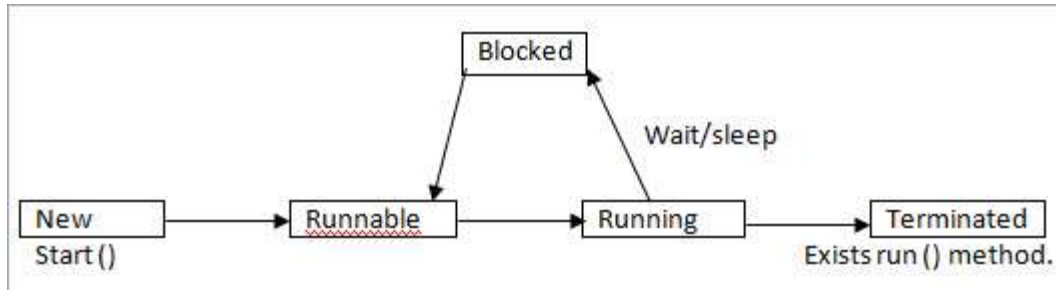 Blocked
Wait/sleep
New
Runnable
Running
Terminated
Start ()
Exists run () method.